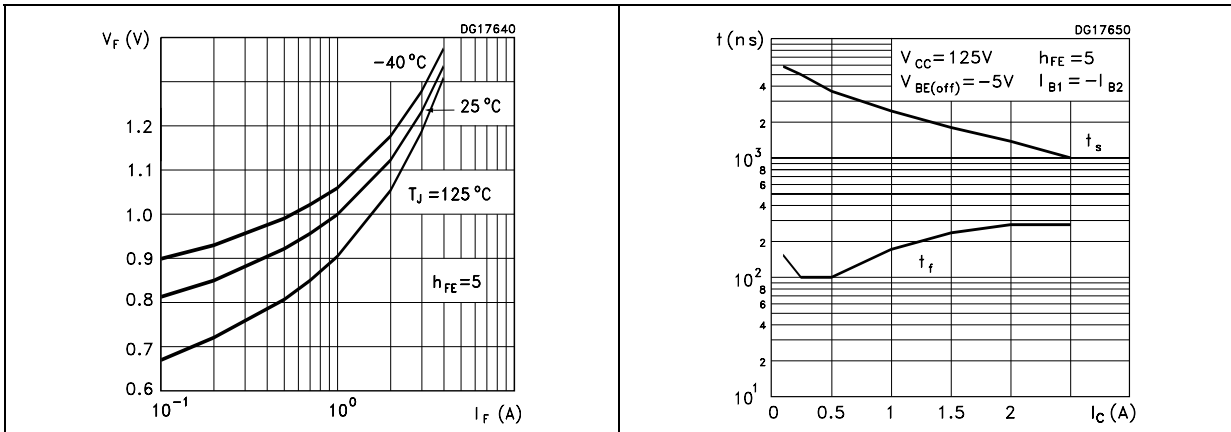 DG17640
V_F (V)
-40 °C
25 °C
1.2
1.1
T_J =125 °C
1.0
0.9
h_FE=5
0.8
0.7
0.6
10^-1
10^0
I_F (A)
DG17650
t(ns)
V_CC=125V h_FE=5
V_BE(off)=-5V I_B1=-I_B2
4
2
t_s
10^3
8
6
4
2
t_f
10^2
8
6
4
2
10^1
0 0.5 1 1.5 2 I_C (A)